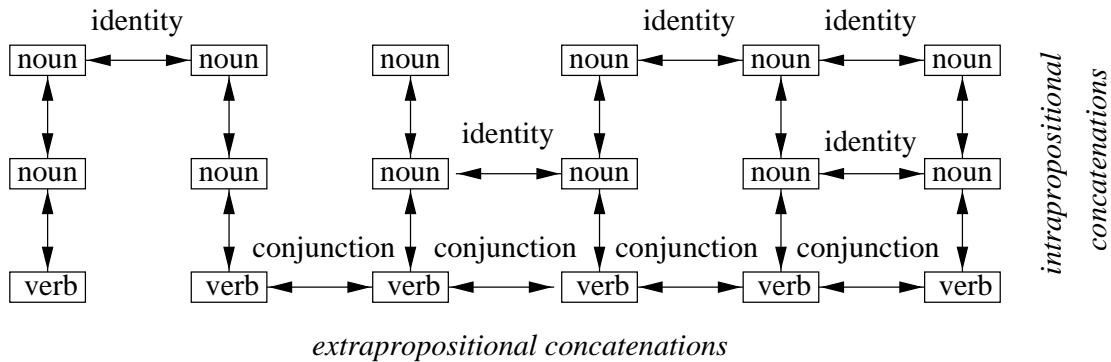 identity identity identity
noun noun noun noun noun noun
identity identity
noun noun noun noun noun noun
conjunction conjunction conjunction conjunction
verb verb verb verb verb verb
extrapropositional concatenations
intrapropositional
concatenations